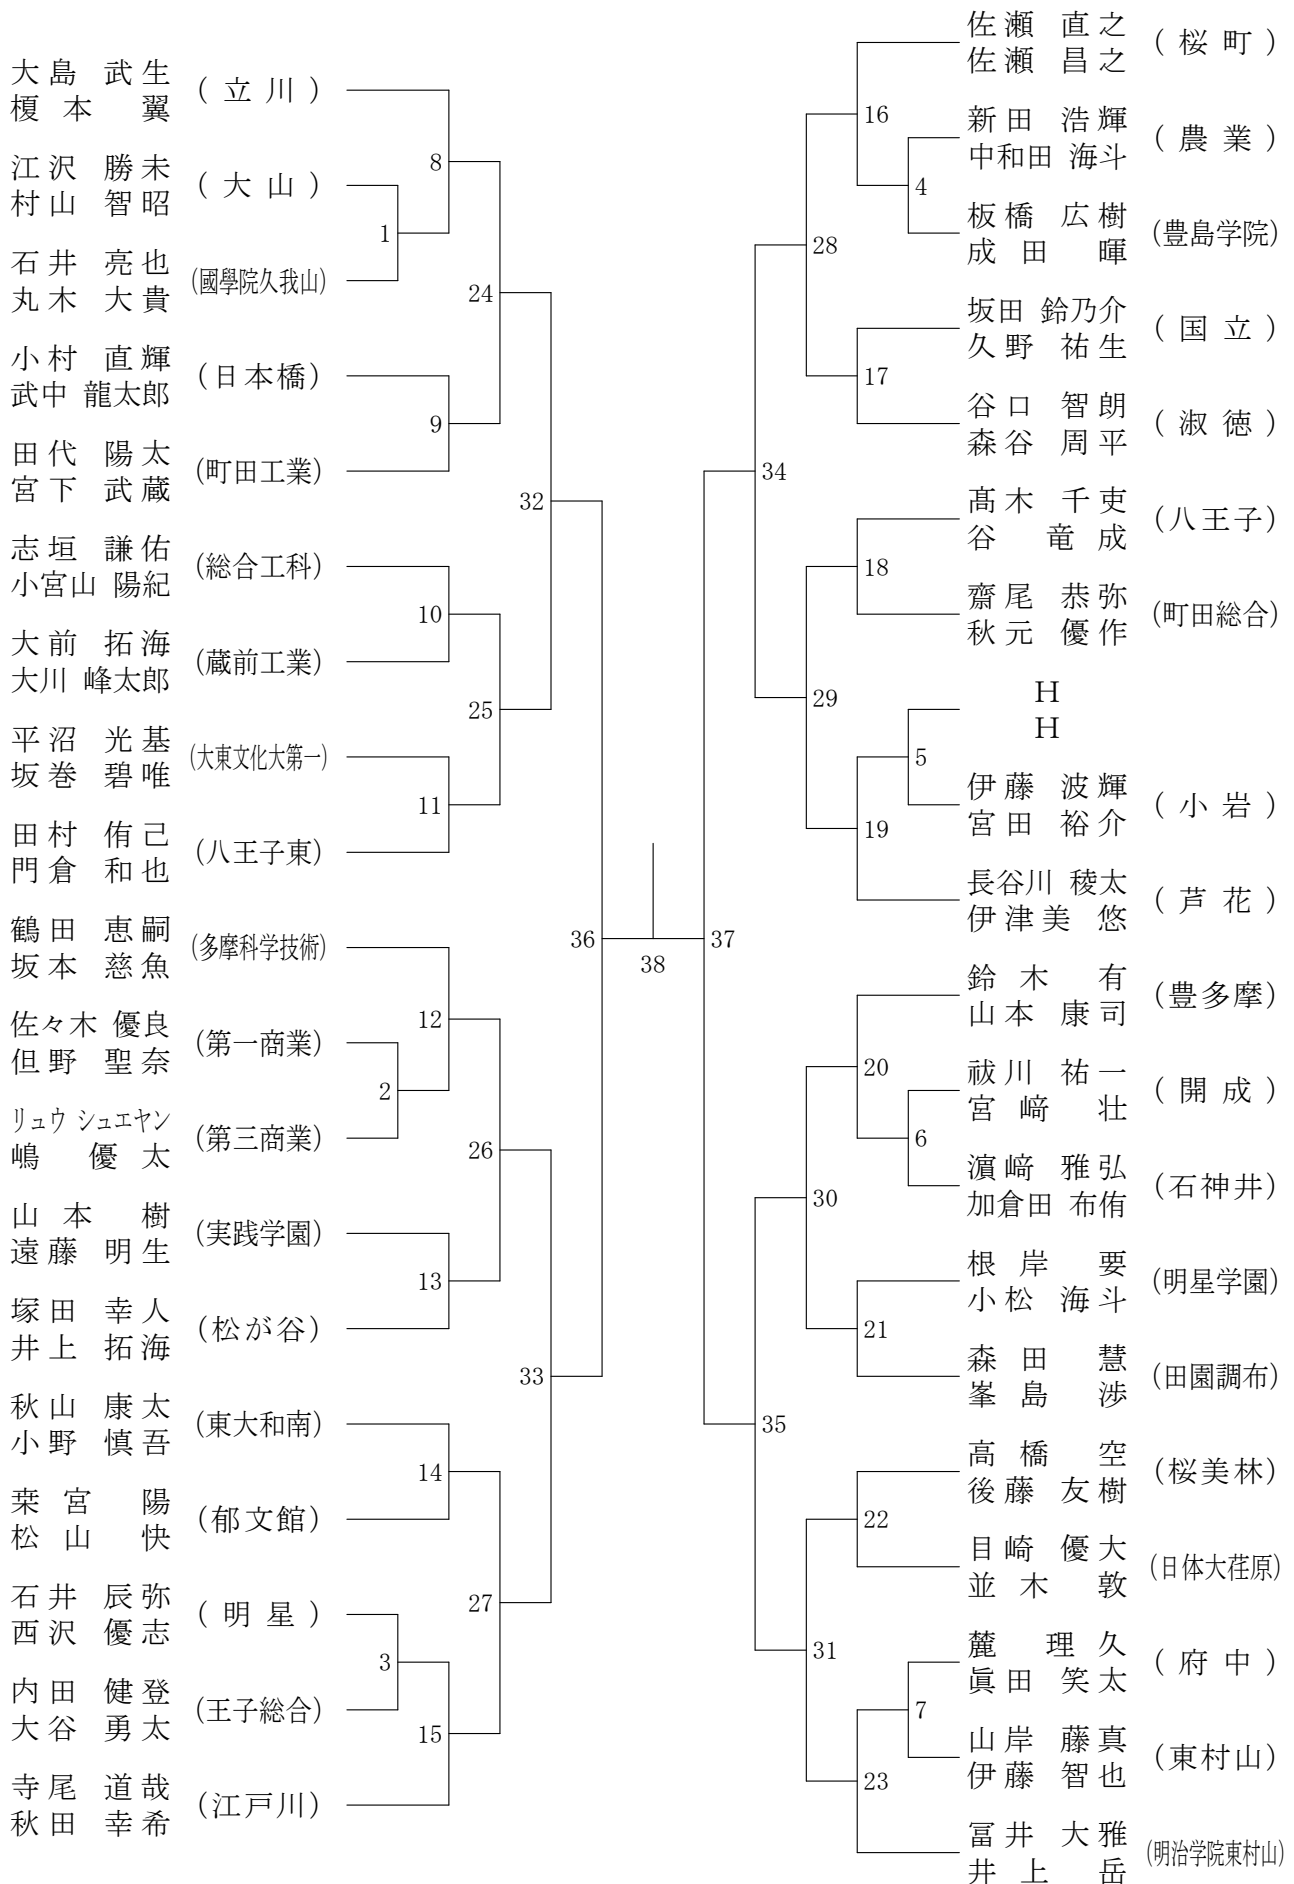 大島 武生
榎本 翼
(立川)
江沢 勝未
村山 智昭
(大山)
石井 亮也
丸木 大貴
(國學院久我山)
小村 直輝
武中 龍太郎
(日本橋)
田代 陽太
宮下 武蔵
(町田工業)
志垣 謙佑
小宮山 陽紀
(総合工科)
大前 拓海
大川 峰太郎
(蔵前工業)
平沼 光基
坂巻 碧唯
(大東文化大第一)
田村 侑己
門倉 和也
(八王子東)
鶴田 恵嗣
坂本 慈魚
(多摩科学技術)
佐々木 優良
但野 聖奈
(第一商業)
リュウ シュエヤン
嶋 優太
(第三商業)
山本 樹
遠藤 明生
(実践学園)
塚田 幸人
井上 拓海
(松が谷)
秋山 康太
小野 慎吾
(東大和南)
桒宮 陽
松山 快
(郁文館)
石井 辰弥
西沢 優志
(明星)
内田 健登
大谷 勇太
(王子総合)
寺尾 道哉
秋田 幸希
(江戸川)
1
2
3
8
9
10
11
12
13
14
15
24
25
26
27
32
33
36
38
37
34
35
28
29
30
31
16
17
18
19
20
21
22
23
4
5
6
7
佐瀬 直之
佐瀬 昌之
(桜町)
新田 浩輝
中和田 海斗
(農業)
板橋 広樹
成田 暉
(豊島学院)
坂田 鈴乃介
久野 祐生
(国立)
谷口 智朗
森谷 周平
(淑徳)
髙木 千吏
谷 竜成
(八王子)
齋尾 恭弥
秋元 優作
(町田総合)
H
H
伊藤 波輝
宮田 裕介
(小岩)
長谷川 稜太
伊津美 悠
(芦花)
鈴木 有
山本 康司
(豊多摩)
祓川 祐一
宮﨑 壮
(開成)
濵﨑 雅弘
加倉田 布侑
(石神井)
根岸 要
小松 海斗
(明星学園)
森田 慧
峯島 渉
(田園調布)
高橋 空
後藤 友樹
(桜美林)
目崎 優大
並木 敦
(日体大荏原)
麓 理久
眞田 笑太
(府中)
山岸 藤真
伊藤 智也
(東村山)
冨井 大雅
井上 岳
(明治学院東村山)